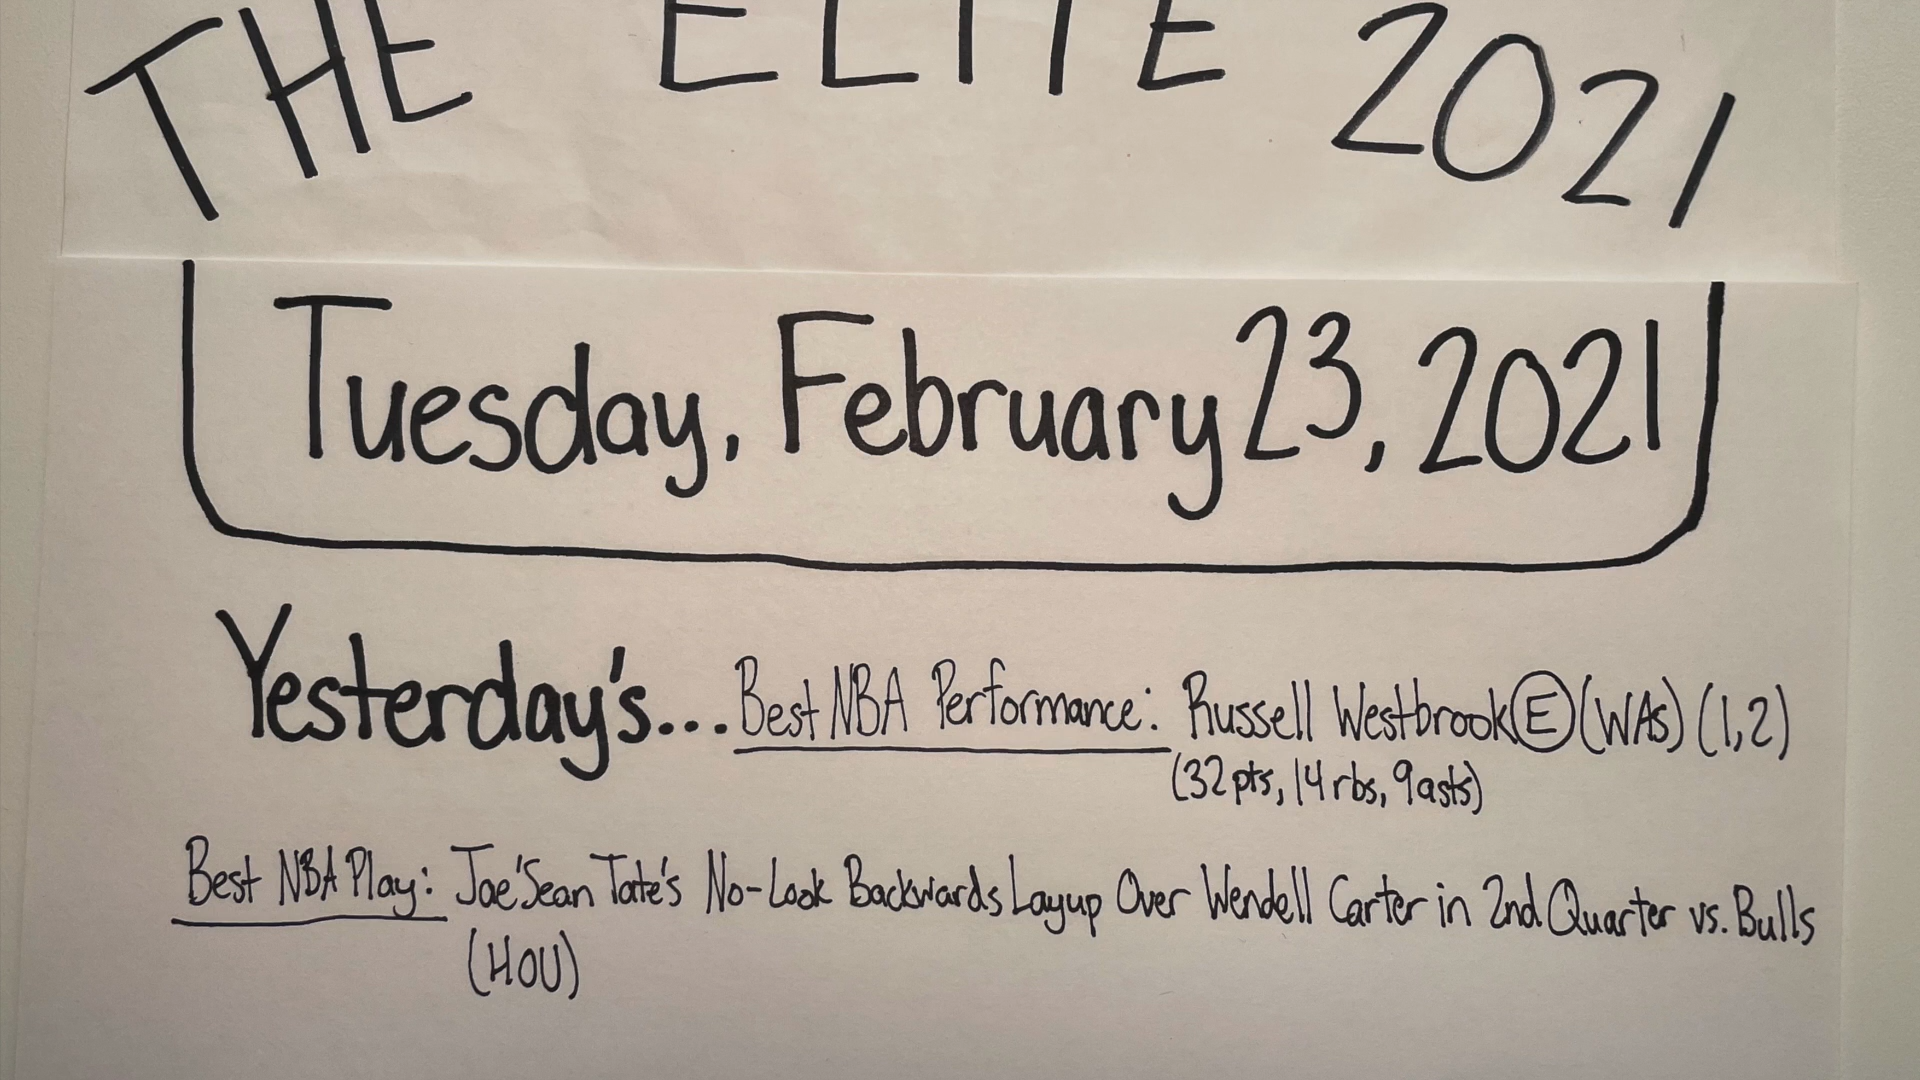 THE ELITE 2021
Tuesday, February 23, 2021
Yesterday's... Best NBA Performance: Russell Westbrook Ⓔ (WAS) (1,2)
(32 pts, 14 rbs, 9 asts)
Best NBA Play: Jae'Sean Tate's No-Look Backwards Layup Over Wendell Carter in 2nd Quarter vs. Bulls
(HOU)